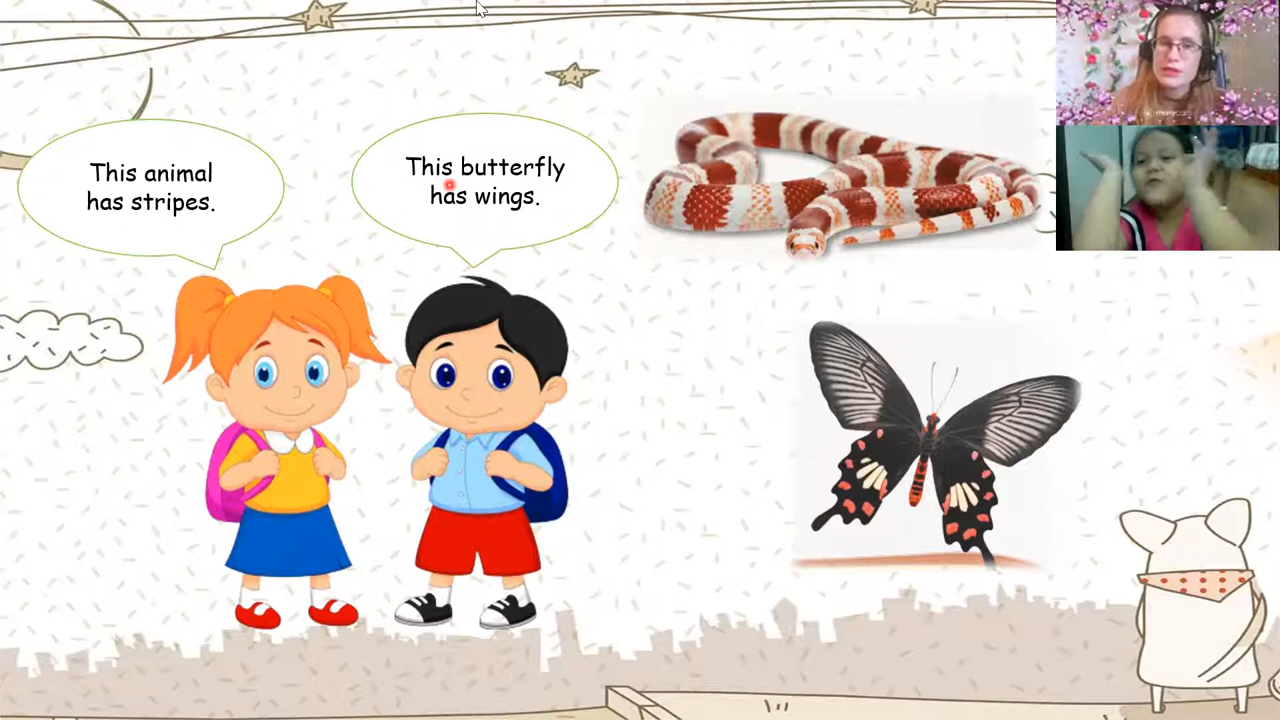 This animal
has stripes.
This butterfly
has wings.